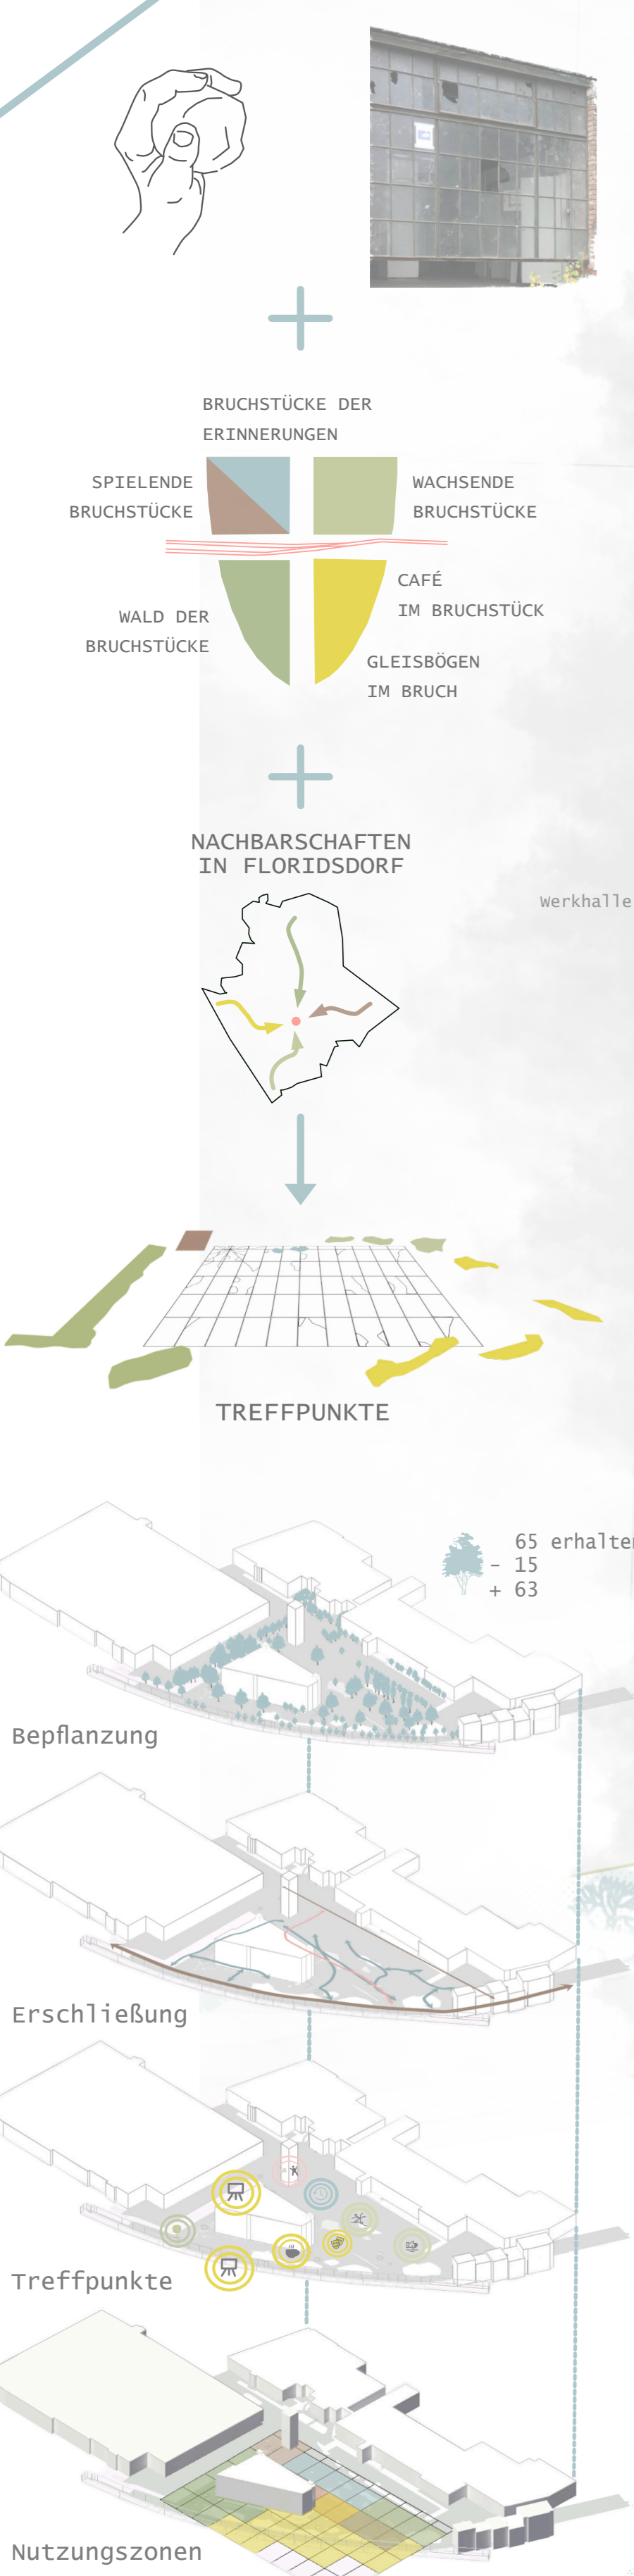 BRUCHSTÜCKE DER
ERINNERUNGEN
SPIELENDE
BRUCHSTÜCKE
WACHSENDE
BRUCHSTÜCKE
CAFÉ
IM BRUCHSTÜCK
WALD DER
BRUCHSTÜCKE
GLEISBÖGEN
IM BRUCH
NACHBARSCHAFTEN
IN FLORIDSDORF
Werkhalle
TREFFPUNKTE
65 erhalten
- 15
+ 63
Bepflanzung
Erschließung
Treffpunkte
Nutzungszonen